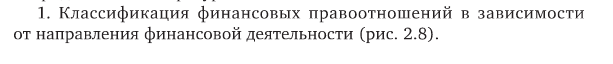 1. Классификация финансовых правоотношений в зависимости
от направления финансовой деятельности (рис. 2.8).